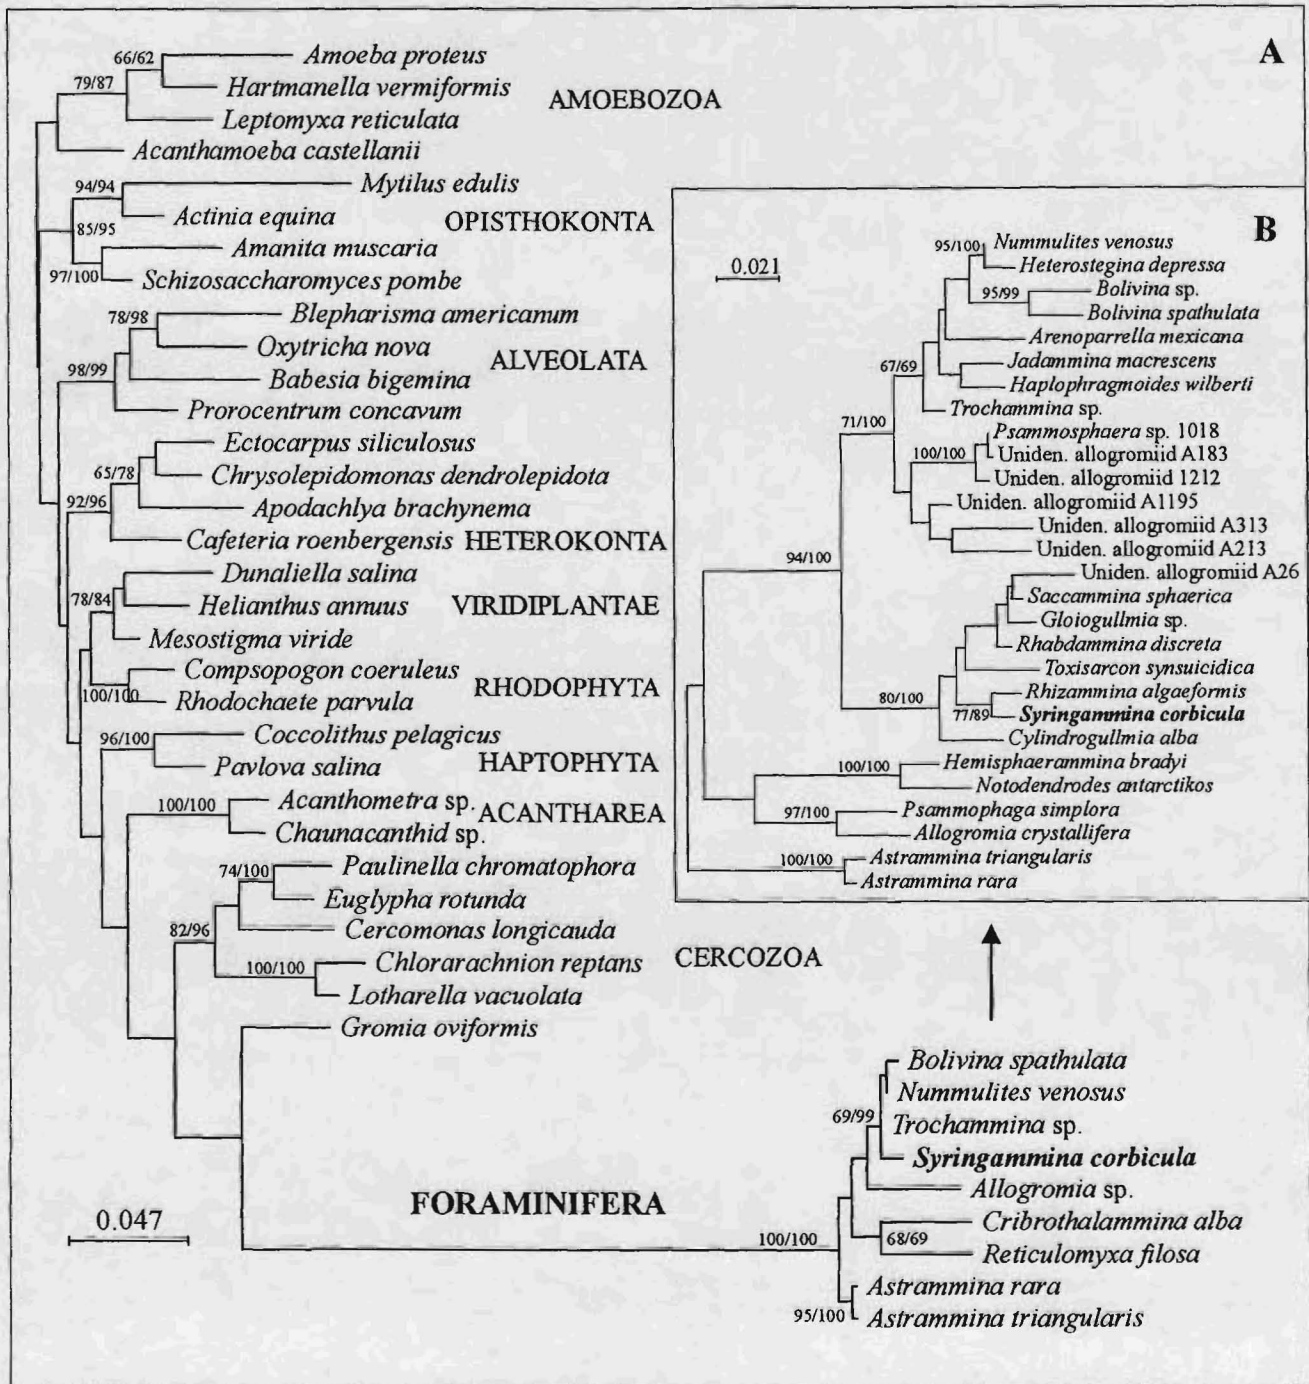 A
66/62
Amoeba proteus
79/87
Hartmanella vermiformis
AMOEBOZOA
Leptomyxa reticulata
Acanthamoeba castellanii
94/94
Mytilus edulis
Actinia equina
OPISTHOKONTA
85/95
Amanita muscaria
97/100
Schizosaccharomyces pombe
78/98
Blepharisma americanum
Oxytricha nova
ALVEOLATA
98/99
Babesia bigemina
Prorocentrum concavum
Ectocarpus siliculosus
65/78
Chrysolepidomonas dendrolepidota
92/96
Apodachlya brachynema
Cafeteria roenbergensis HETEROKONTA
Dunaliella salina
78/84
Helianthus annuus
VIRIDIPLANTAE
Mesostigma viride
Compsopogon coeruleus
RHODOPHYTA
100/100
Rhodochaete parvula
96/100
Coccolithus pelagicus
Pavlova salina
HAPTOPHYTA
100/100
Acanthometra sp.
ACANTHAREA
Chaunacanthid sp.
74/100
Paulinella chromatophora
Euglypha rotunda
82/96
Cercomonas longicauda
CERCOZOA
100/100
Chlorarachnion reptans
Lotharella vacuolata
Gromia oviformis
Bolivina spathulata
Nummulites venosus
69/99
Trochammina sp.
Syringammina corbicula
Allogromia sp.
FORAMINIFERA
Cribrothalammina alba
68/69
100/100
Reticulomyxa filosa
Astrammina rara
95/100
Astrammina triangularis
0.047
B
0.021
95/100
Nummulites venosus
Heterostegina depressa
95/99
Bolivina sp.
Bolivina spathulata
Arenoparrella mexicana
67/69
Jadammina macrescens
Haplophragmoides wilberti
Trochammina sp.
71/100
Psammosphaera sp. 1018
100/100
Uniden. allogromiid A183
Uniden. allogromiid 1212
Uniden. allogromiid A1195
Uniden. allogromiid A313
Uniden. allogromiid A213
94/100
Uniden. allogromiid A26
Saccammina sphaerica
Gloiogullmia sp.
Rhabdammina discreta
Toxisarcon synsuicidica
80/100
Rhizammina algaeformis
77/89
Syringammina corbicula
Cylindrogullmia alba
100/100
Hemisphaerammina bradyi
Notodendrodes antarctikos
97/100
Psammophaga simplora
Allogromia crystallifera
100/100
Astrammina triangularis
Astrammina rara